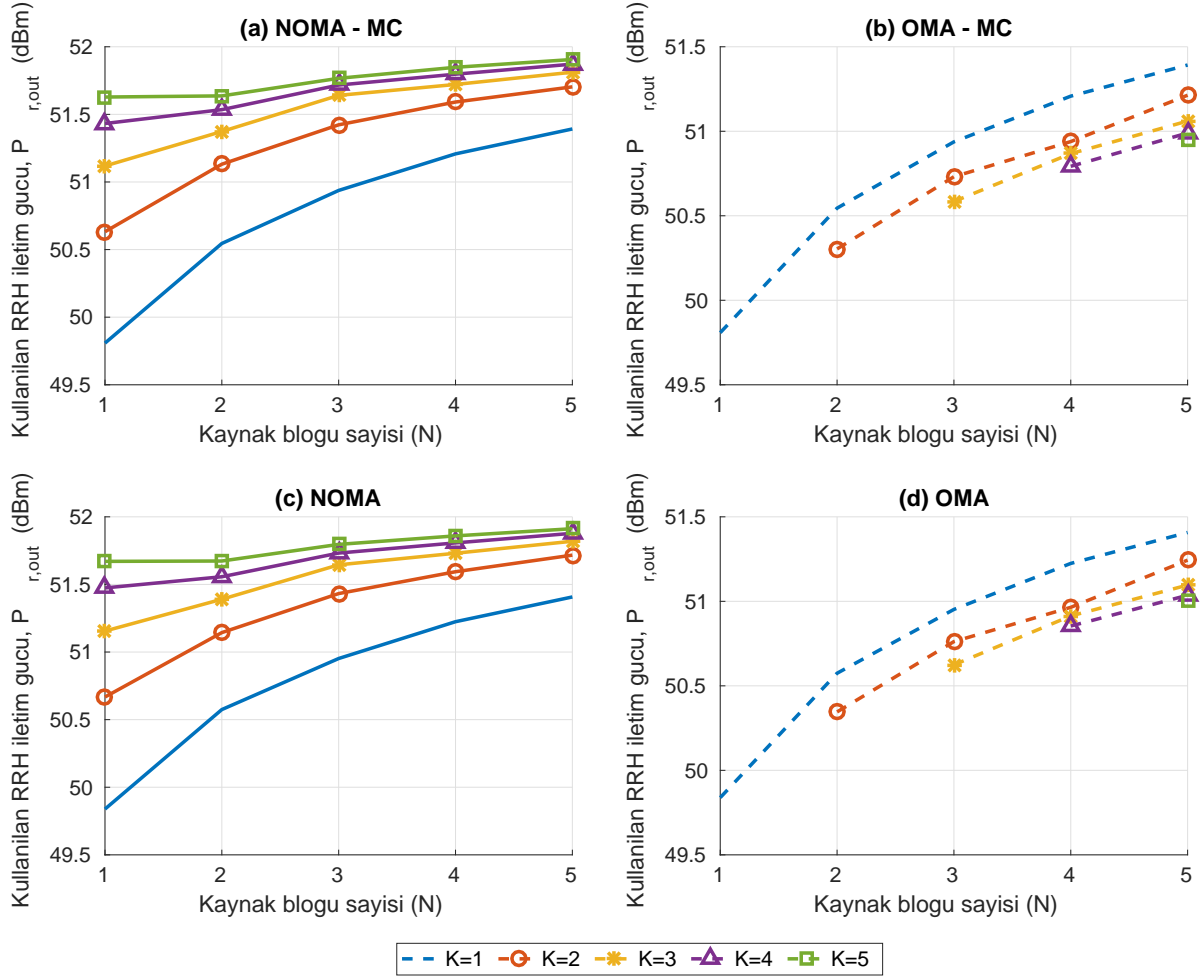 (a) NOMA - MC
Kullanilan RRH iletim gucu, P r,out (dBm)
52
51.5
51
50.5
50
49.5
1 2 3 4 5
Kaynak blogu sayisi (N)
(b) OMA - MC
Kullanilan RRH iletim gucu, P r,out (dBm)
51.5
51
50.5
50
49.5
1 2 3 4 5
Kaynak blogu sayisi (N)
(c) NOMA
Kullanilan RRH iletim gucu, P r,out (dBm)
52
51.5
51
50.5
50
49.5
1 2 3 4 5
Kaynak blogu sayisi (N)
(d) OMA
Kullanilan RRH iletim gucu, P r,out (dBm)
51.5
51
50.5
50
49.5
1 2 3 4 5
Kaynak blogu sayisi (N)
K=1 K=2 K=3 K=4 K=5